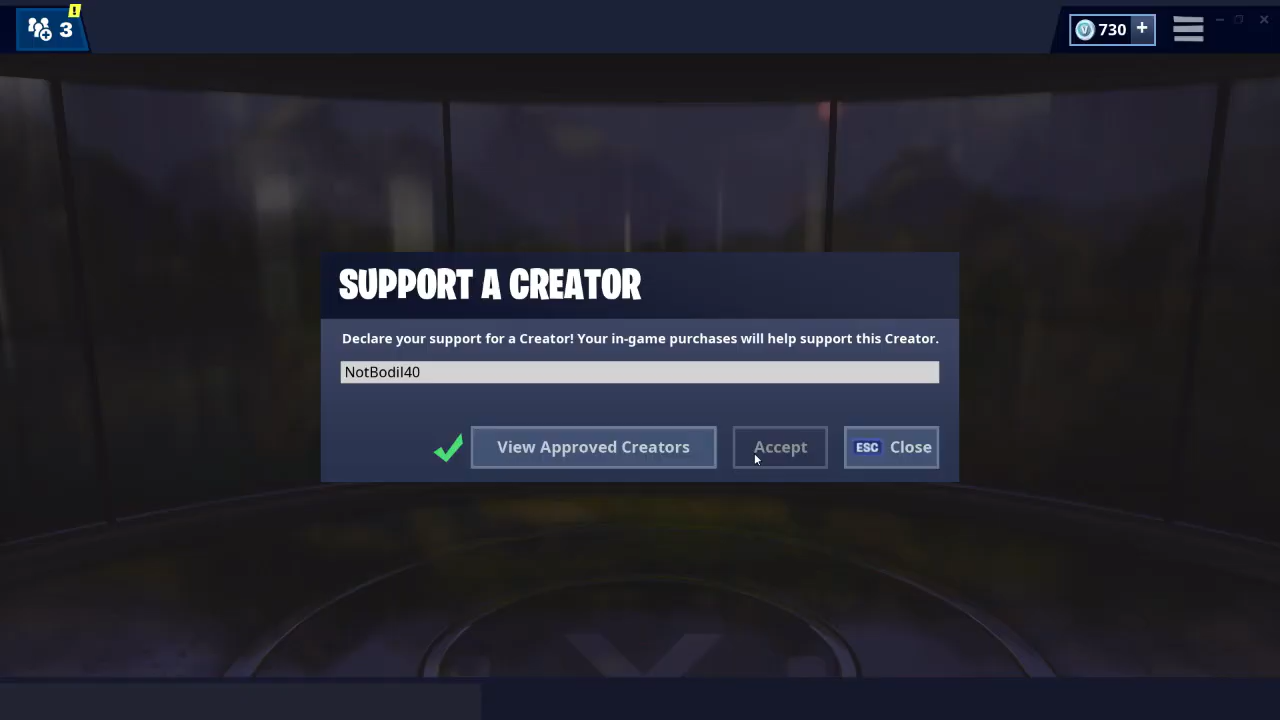 3
!
730 +
SUPPORT A CREATOR
Declare your support for a Creator! Your in-game purchases will help support this Creator.
NotBodil40
View Approved Creators
Accept
ESC Close